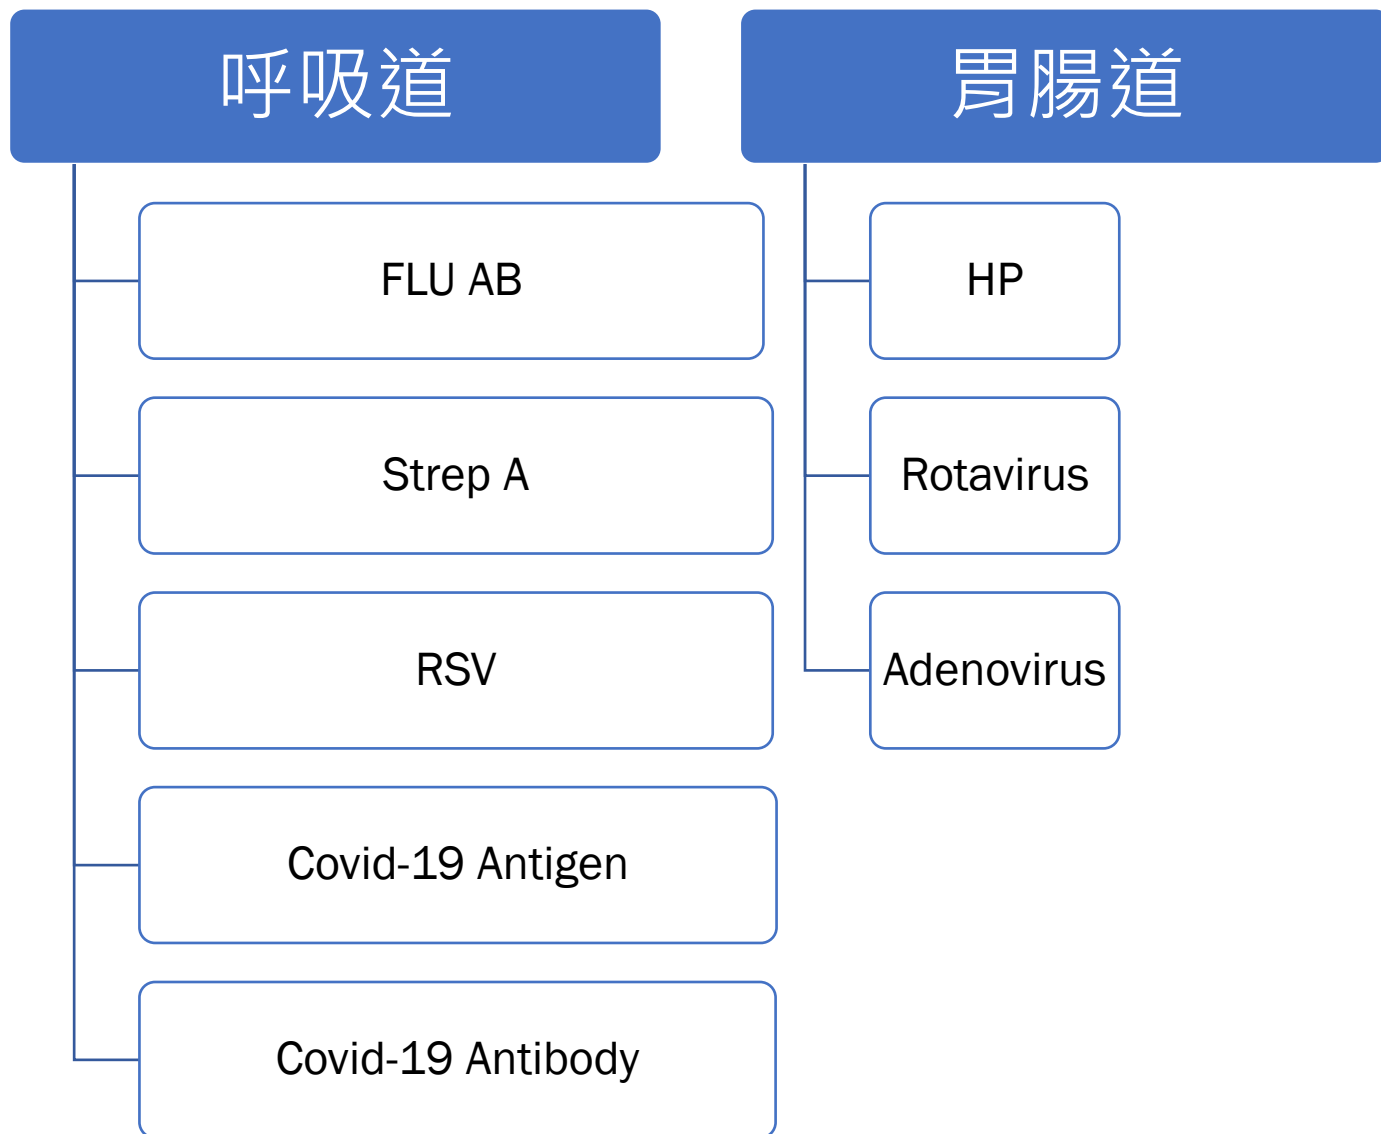 呼吸道
FLU AB
Strep A
RSV
Covid-19 Antigen
Covid-19 Antibody
胃腸道
HP
Rotavirus
Adenovirus